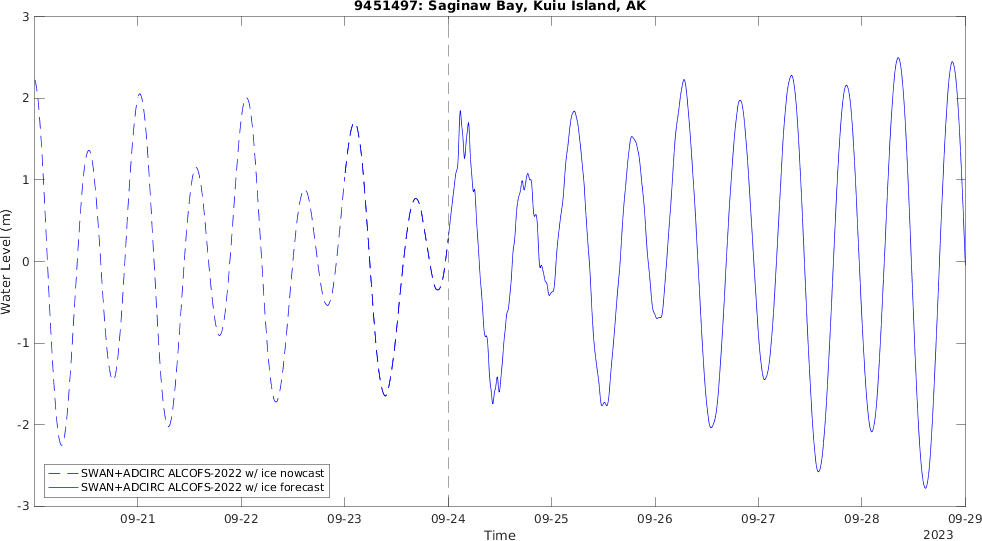 9451497: Saginaw Bay, Kuiu Island, AK
3
2
1
0
-1
-2
-3
Water Level (m)
SWAN+ADCIRC ALCOFS-2022 w/ ice nowcast
SWAN+ADCIRC ALCOFS-2022 w/ ice forecast
09-21 09-22 09-23 09-24 09-25 09-26 09-27 09-28 09-29
Time
2023